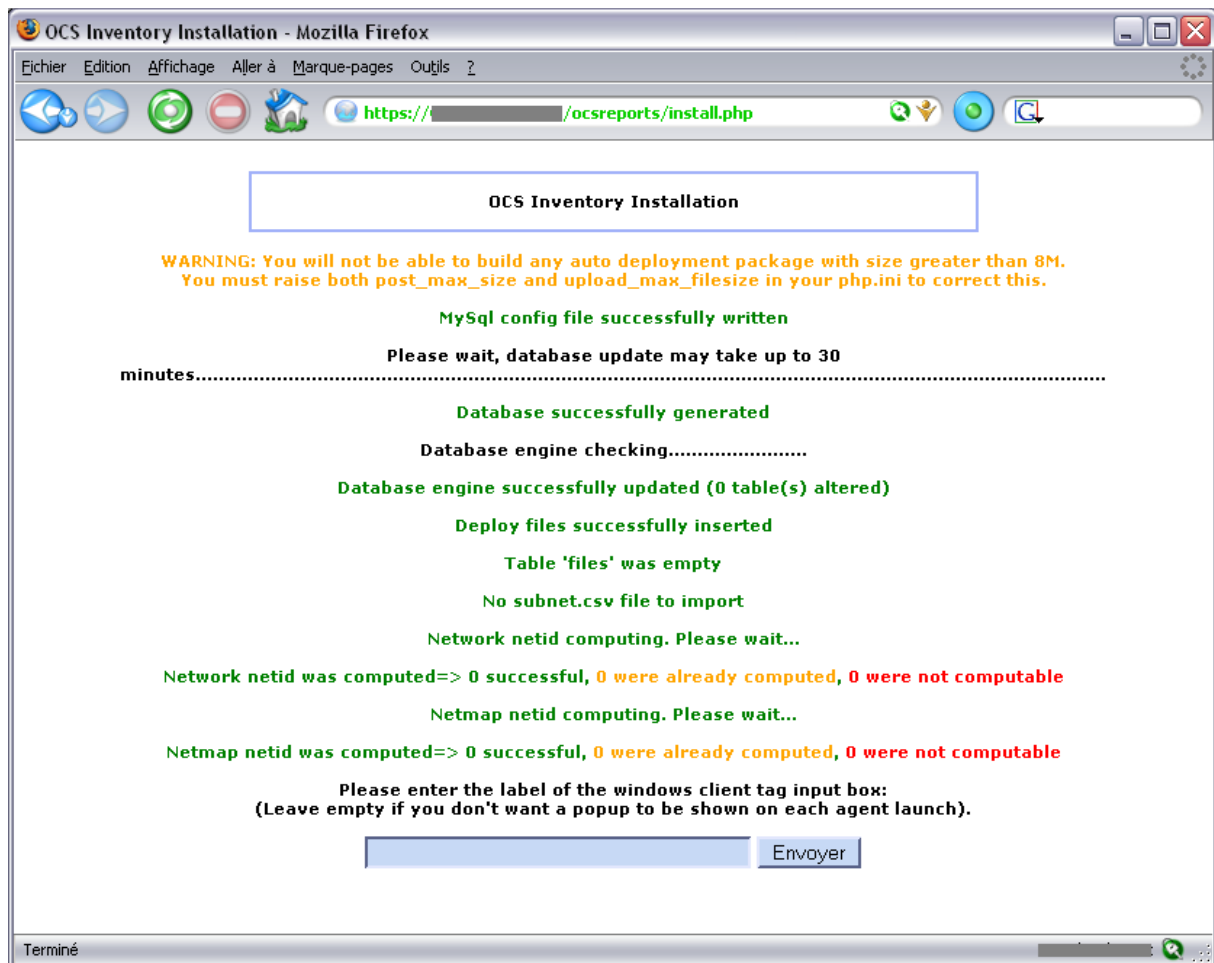 OCS Inventory Installation - Mozilla Firefox
Fichier Edition Affichage Aller à Marque-pages Outils ?
https:// /ocsreports/install.php G
OCS Inventory Installation
WARNING: You will not be able to build any auto deployment package with size greater than 8M.
You must raise both post_max_size and upload_max_filesize in your php.ini to correct this.
MySql config file successfully written
Please wait, database update may take up to 30
minutes............................................................................................................................................................
Database successfully generated
Database engine checking........................
Database engine successfully updated (0 table(s) altered)
Deploy files successfully inserted
Table 'files' was empty
No subnet.csv file to import
Network netid computing. Please wait...
Network netid was computed=> 0 successful, 0 were already computed, 0 were not computable
Netmap netid computing. Please wait...
Netmap netid was computed=> 0 successful, 0 were already computed, 0 were not computable
Please enter the label of the windows client tag input box:
(Leave empty if you don't want a popup to be shown on each agent launch).
Envoyer
Terminé